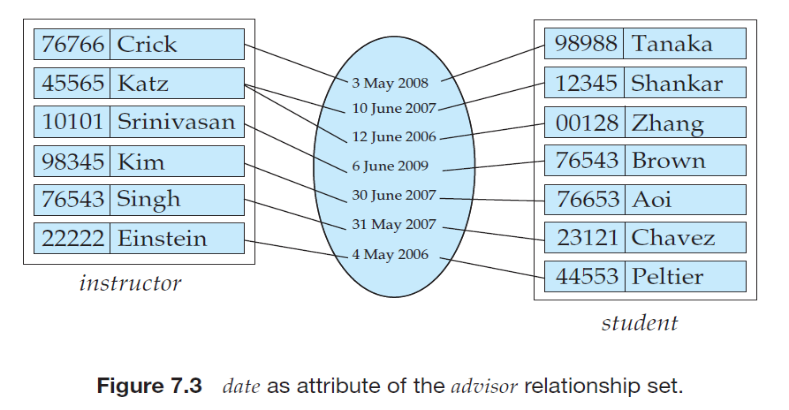 76766 Crick
45565 Katz
10101 Srinivasan
98345 Kim
76543 Singh
22222 Einstein
instructor
3 May 2008
10 June 2007
12 June 2006
6 June 2009
30 June 2007
31 May 2007
4 May 2006
98988 Tanaka
12345 Shankar
00128 Zhang
76543 Brown
76653 Aoi
23121 Chavez
44553 Peltier
student
Figure 7.3 date as attribute of the advisor relationship set.